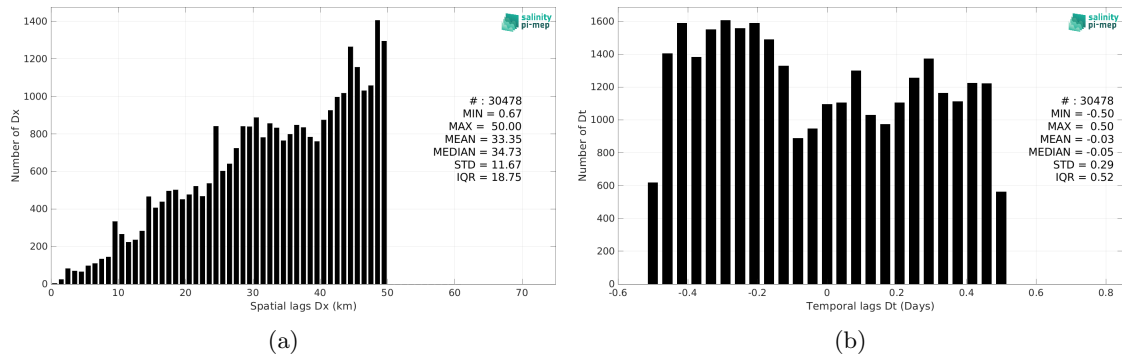 1400
1200
1000
800
600
400
200
0
Number of Dx
0 10 20 30 40 50 60 70
Spatial lags Dx (km)
salinity
pi-mep
# : 30478
MIN = 0.67
MAX = 50.00
MEAN = 33.35
MEDIAN = 34.73
STD = 11.67
IQR = 18.75
(a)
1600
1400
1200
1000
800
600
400
200
0
Number of Dt
-0.6 -0.4 -0.2 0 0.2 0.4 0.6 0.8
Temporal lags Dt (Days)
salinity
pi-mep
# : 30478
MIN = -0.50
MAX = 0.50
MEAN = -0.03
MEDIAN = -0.05
STD = 0.29
IQR = 0.52
(b)